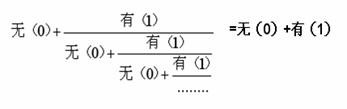 有（1）
无（0）+ =无（0）+有（1）
有（1）
无（0）+
有（1）
无（0）+
........